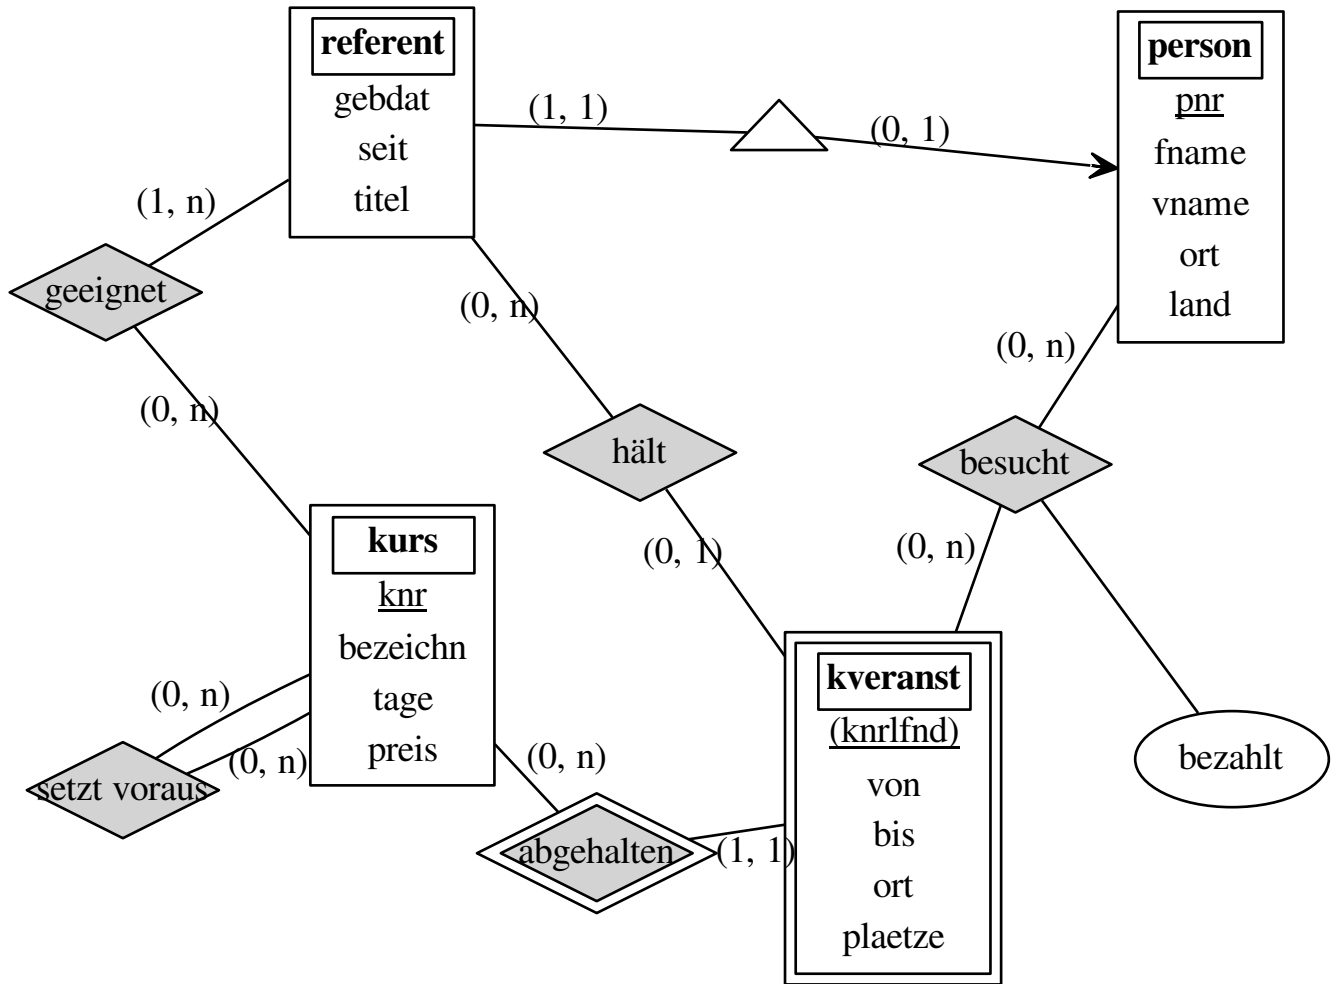 referent
gebdat
seit
titel
(1, 1)
(0, 1)
person
pnr
fname
vname
ort
land
(1, n)
geeignet
(0, n)
(0, n)
(0, n)
hält
besucht
(0, 1)
(0, n)
kurs
knr
bezeichn
tage
preis
(0, n)
(0, n)
setzt voraus
(0, n)
abgehalten
(1, 1)
kveranst
(knrlfnd)
von
bis
ort
plaetze
bezahlt